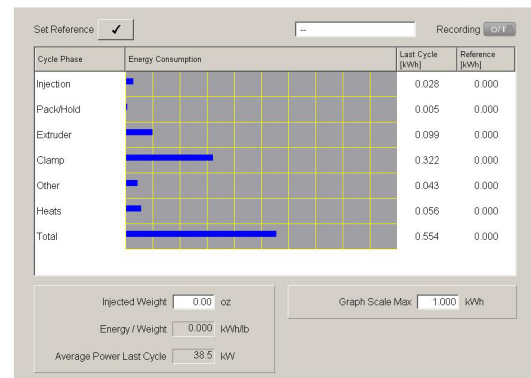 Set Reference
--
Recording O/I
Cycle Phase Energy Consumption Last Cycle [kWh] Reference [kWh]
Injection 0.028 0.000
Pack/Hold 0.005 0.000
Extruder 0.099 0.000
Clamp 0.322 0.000
Other 0.043 0.000
Heats 0.056 0.000
Total 0.554 0.000
Injected Weight 0.00 oz
Energy / Weight 0.000 kWh/lb
Average Power Last Cycle 38.5 kW
Graph Scale Max 1.000 kWh